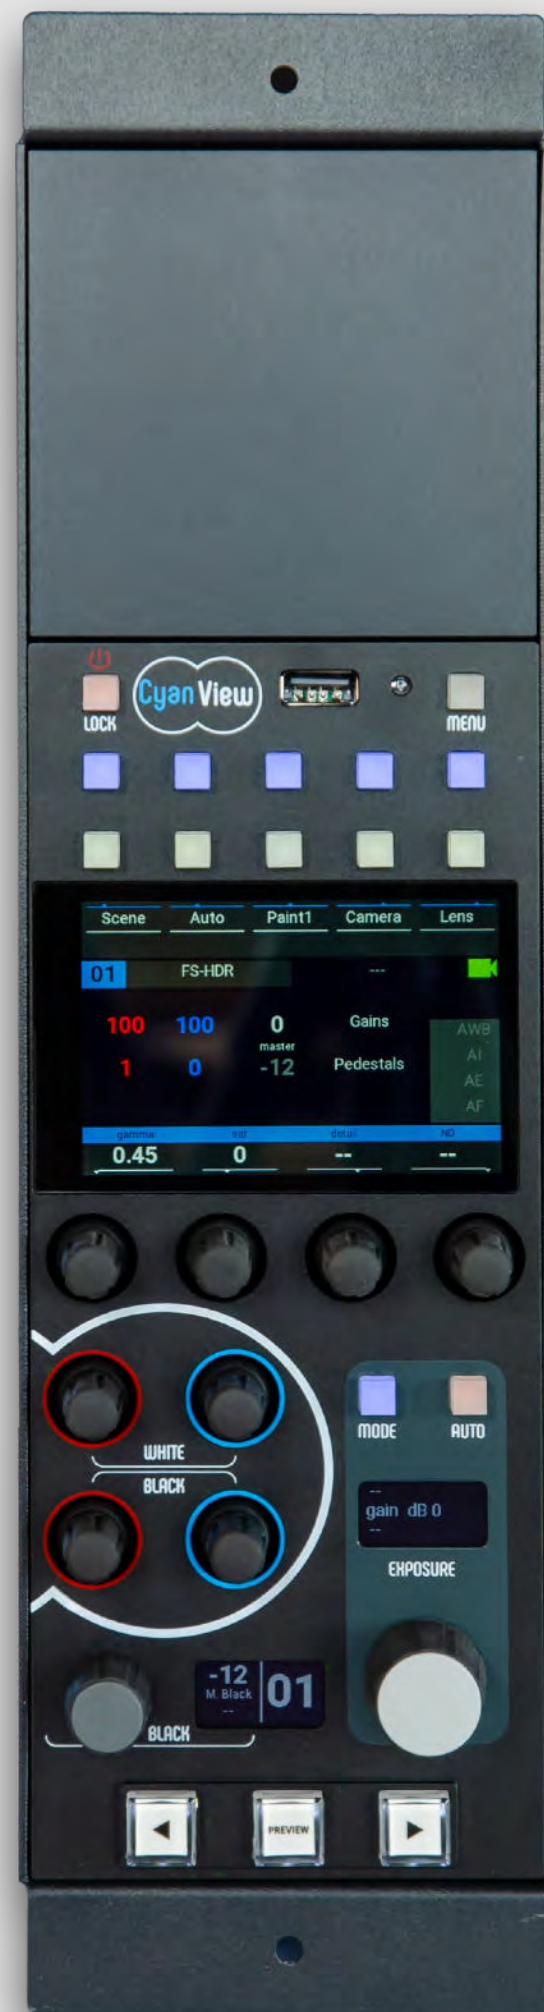 Cyan View
LOCK
MENU
Scene Auto Paint1 Camera Lens
01 FS-HDR ---
100 100 0 Gains
AWB
master
AI
1 0 -12 Pedestals
AE
AF
gamma detail ND
0.45 0 -- --
MODE AUTO
WHITE
BLACK
--
gain dB 0
--
EXPOSURE
-12
M. Black
--
01
BLACK
PREVIEW